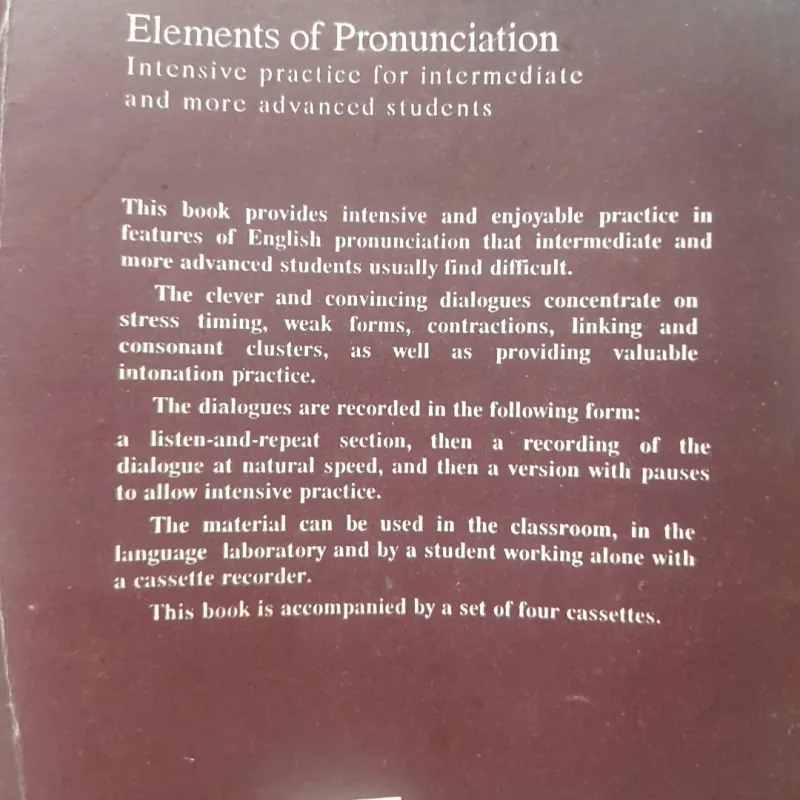 Elements of Pronunciation
Intensive practice for intermediate
and more advanced students
This book provides intensive and enjoyable practice in
features of English pronunciation that intermediate and
more advanced students usually find difficult.
The clever and convincing dialogues concentrate on
stress timing, weak forms, contractions, linking and
consonant clusters, as well as providing valuable
intonation practice.
The dialogues are recorded in the following form:
a listen-and-repeat section, then a recording of the
dialogue at natural speed, and then a version with pauses
to allow intensive practice.
The material can be used in the classroom, in the
language laboratory and by a student working alone with
a cassette recorder.
This book is accompanied by a set of four cassettes.